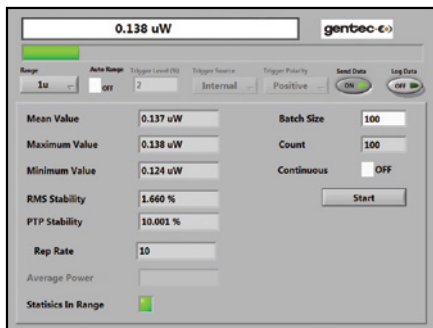 0.138 uW
gentec-eo
Range
Auto Range
Trigger Level (%)
Trigger Source
Trigger Polarity
Send Data
Log Data
1u
OFF
2
Internal
Positive
ON
OFF
Mean Value 0.137 uW Batch Size 100
Maximum Value 0.138 uW Count 100
Minimum Value 0.124 uW Continuous OFF
RMS Stability 1.660 % Start
PTP Stability 10.001 %
Rep Rate 10
Average Power
Statisics In Range